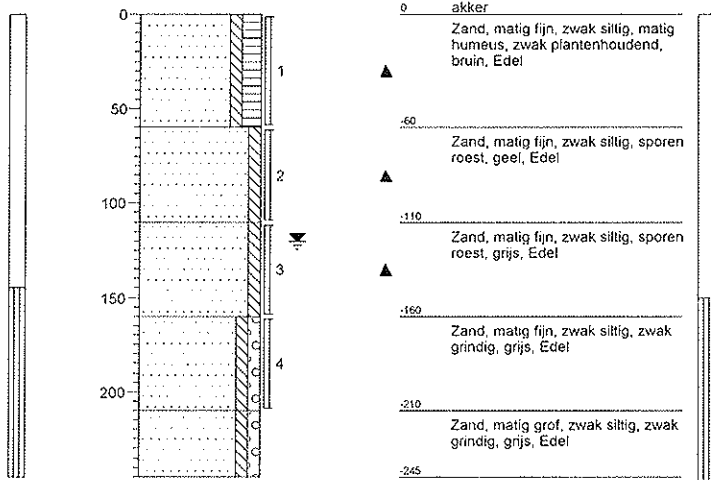 0
50
100
150
200
1
2
3
4
0 akker
Zand, matig fijn, zwak siltig, matig
humeus, zwak plantenhoudend,
bruin, Edel
-60
Zand, matig fijn, zwak siltig, sporen
roest, geel, Edel
-110
Zand, matig fijn, zwak siltig, sporen
roest, grijs, Edel
-160
Zand, matig fijn, zwak siltig, zwak
grindig, grijs, Edel
-210
Zand, matig grof, zwak siltig, zwak
grindig, grijs, Edel
-245